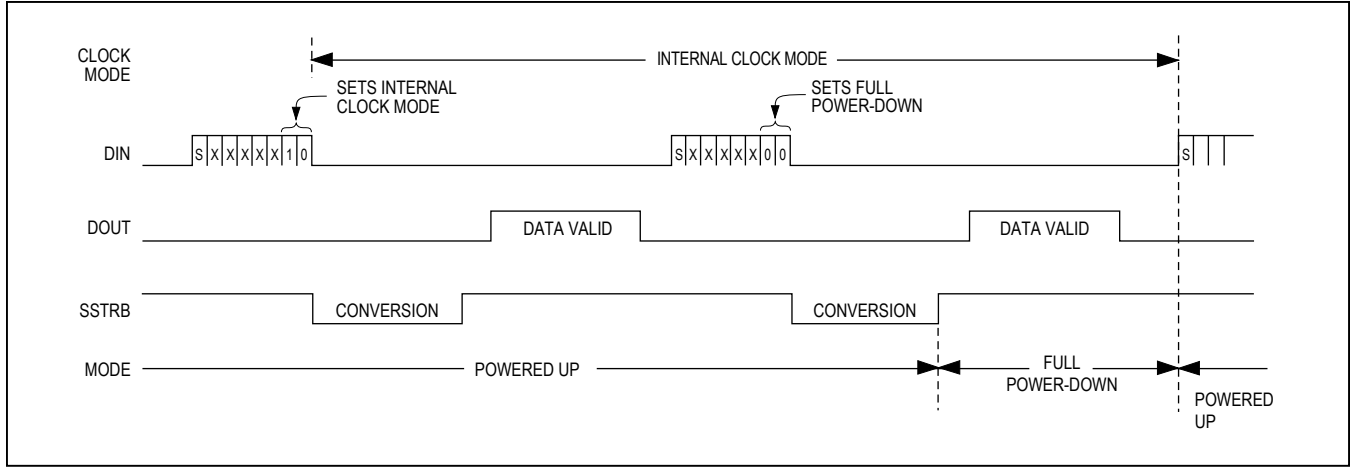 CLOCK
MODE
INTERNAL CLOCK MODE
SETS INTERNAL
CLOCK MODE
SETS FULL
POWER-DOWN
DIN
S X X X X X 1 0
S X X X X X 0 0
S
DOUT
DATA VALID
DATA VALID
SSTRB
CONVERSION
CONVERSION
MODE
POWERED UP
FULL
POWER-DOWN
POWERED
UP